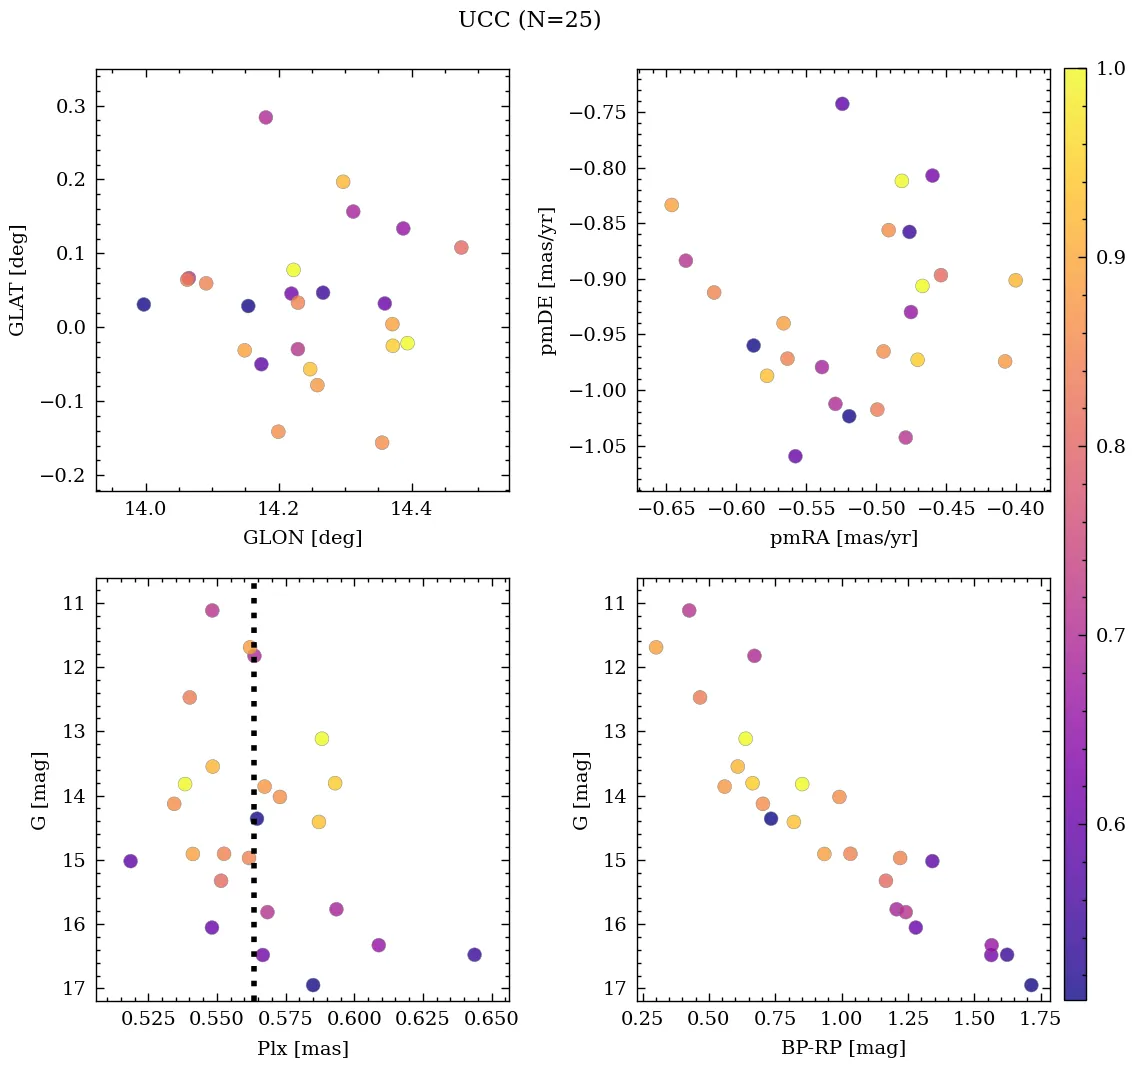 UCC (N=25)
0.3
0.2
0.1
0.0
−0.1
−0.2
GLAT [deg]
14.0 14.2 14.4
GLON [deg]
−0.75
−0.80
−0.85
−0.90
−0.95
−1.00
−1.05
pmDE [mas/yr]
−0.65 −0.60 −0.55 −0.50 −0.45 −0.40
pmRA [mas/yr]
1.0
0.9
0.8
0.7
0.6
11
12
13
14
15
16
17
G [mag]
0.525 0.550 0.575 0.600 0.625 0.650
Plx [mas]
11
12
13
14
15
16
17
G [mag]
0.25 0.50 0.75 1.00 1.25 1.50 1.75
BP-RP [mag]